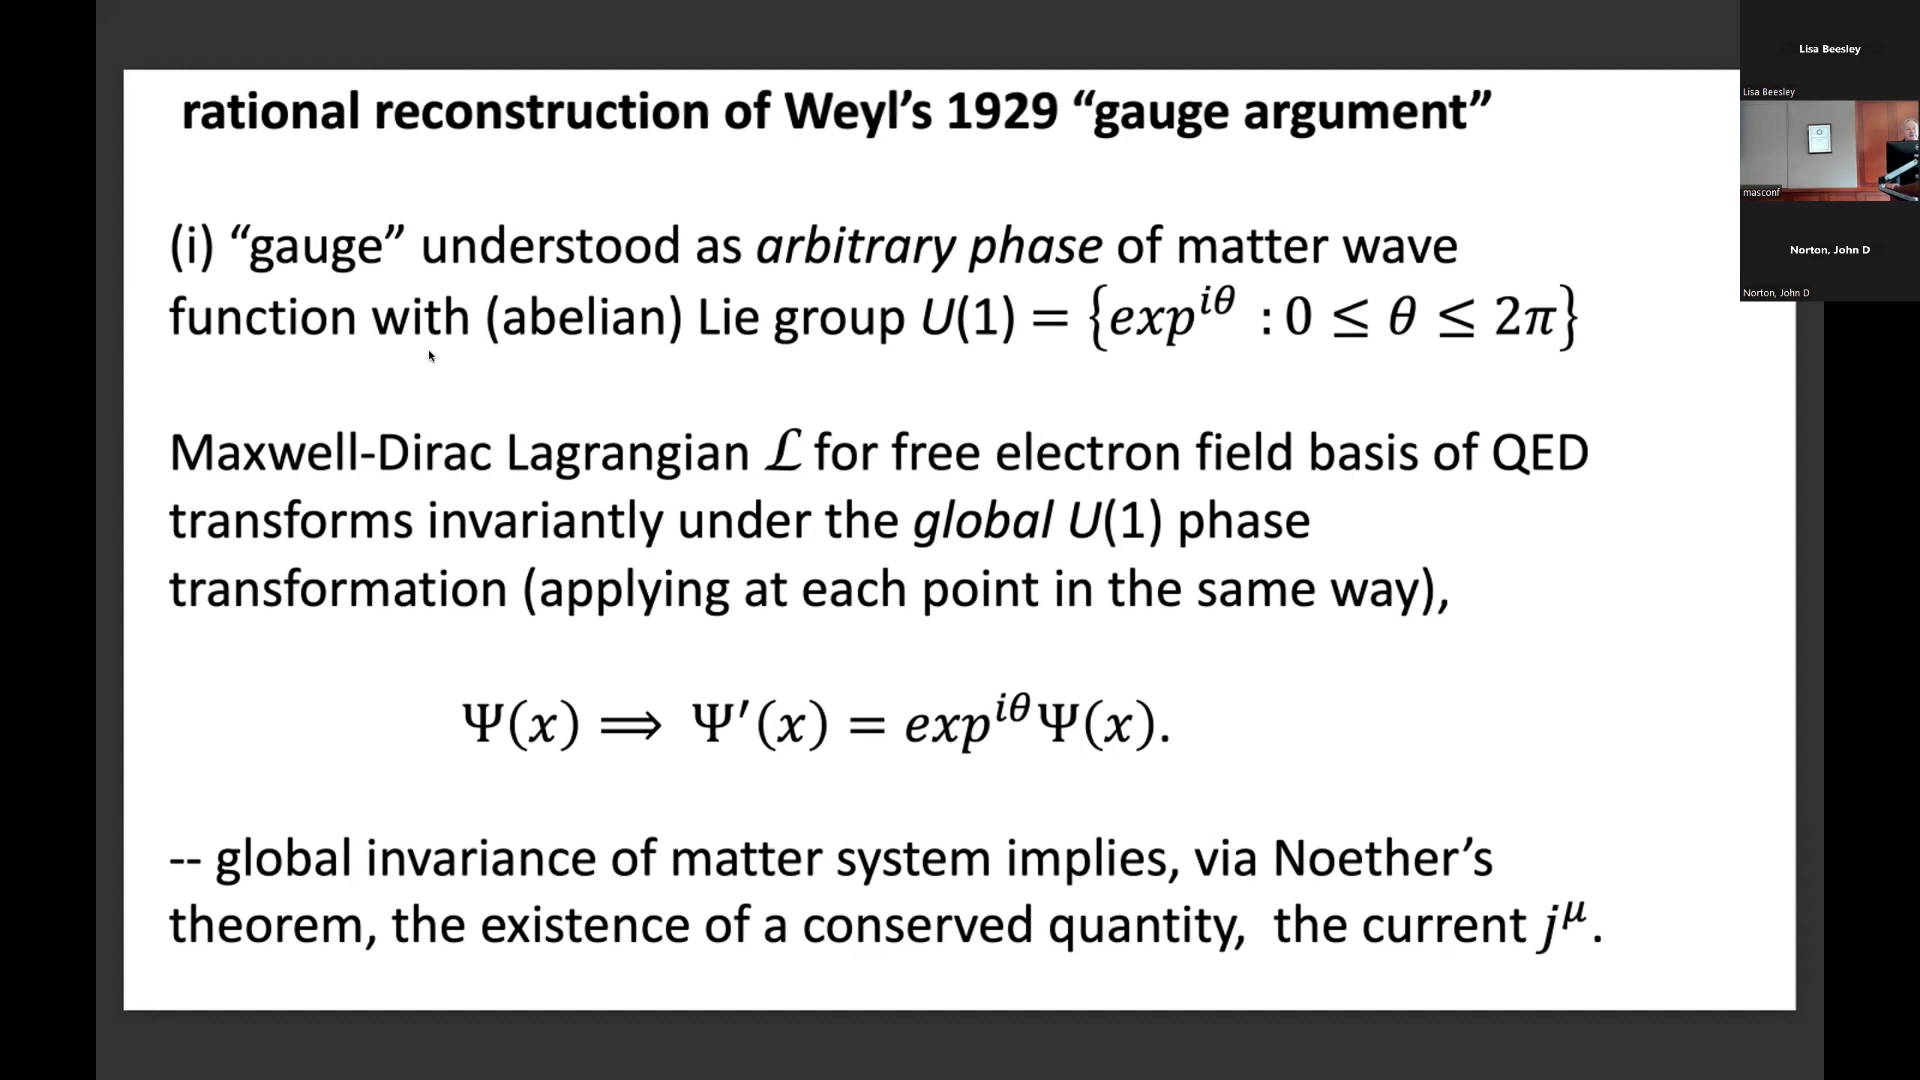 rational reconstruction of Weyl’s 1929 “gauge argument”
(i) “gauge” understood as arbitrary phase of matter wave
function with (abelian) Lie group U(1) = {exp^{iθ} : 0 ≤ θ ≤ 2π}
Maxwell-Dirac Lagrangian ℒ for free electron field basis of QED
transforms invariantly under the global U(1) phase
transformation (applying at each point in the same way),
Ψ(x) ⟹ Ψ′(x) = exp^{iθ}Ψ(x).
-- global invariance of matter system implies, via Noether’s
theorem, the existence of a conserved quantity, the current j^μ.
Lisa Beesley
Lisa Beesley
masconf
Norton, John D
Norton, John D